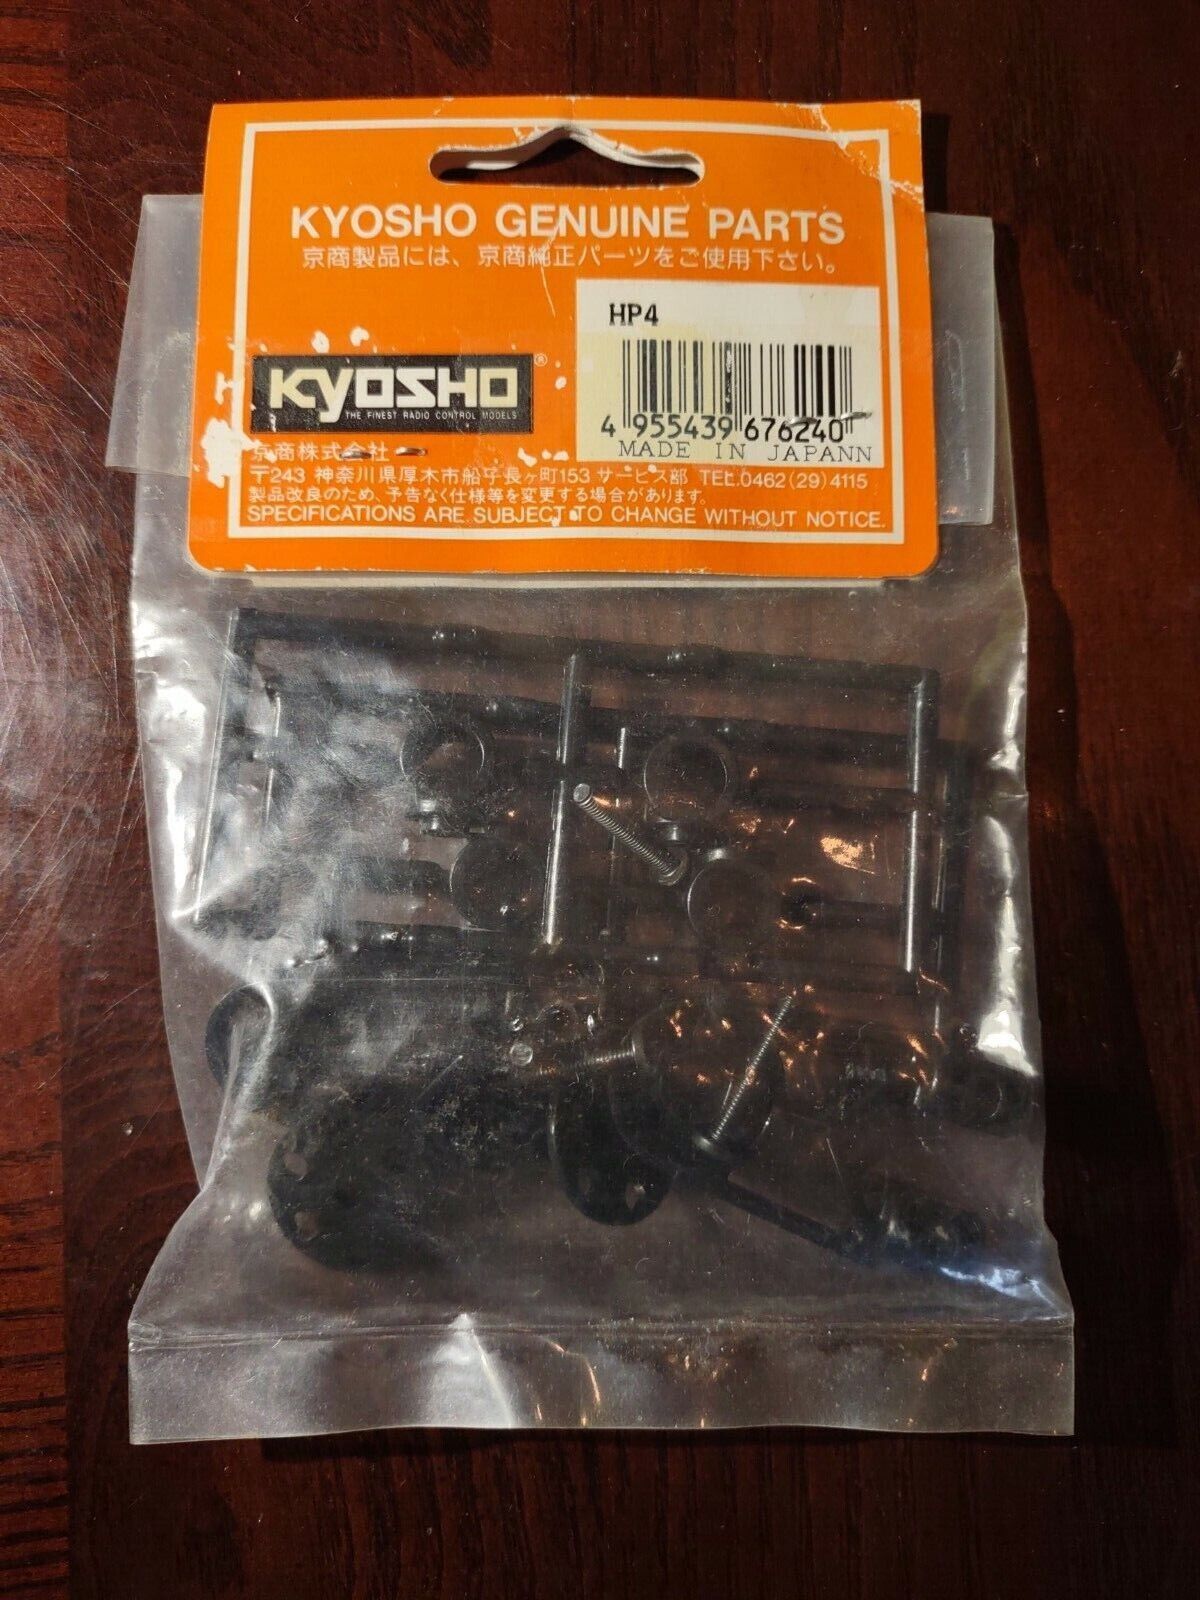 KYOSHO GENUINE PARTS
京商製品には、京商純正パーツをご使用下さい。
HP4
KYOSHO®
THE FINEST RADIO CONTROL MODELS
4 955439 676240
MADE IN JAPANN
京商株式会社
〒243 神奈川県厚木市船子長ヶ町153 サービス部 TEL.0462(29)4115
製品改良のため、予告なく仕様等を変更する場合があります。
SPECIFICATIONS ARE SUBJECT TO CHANGE WITHOUT NOTICE.